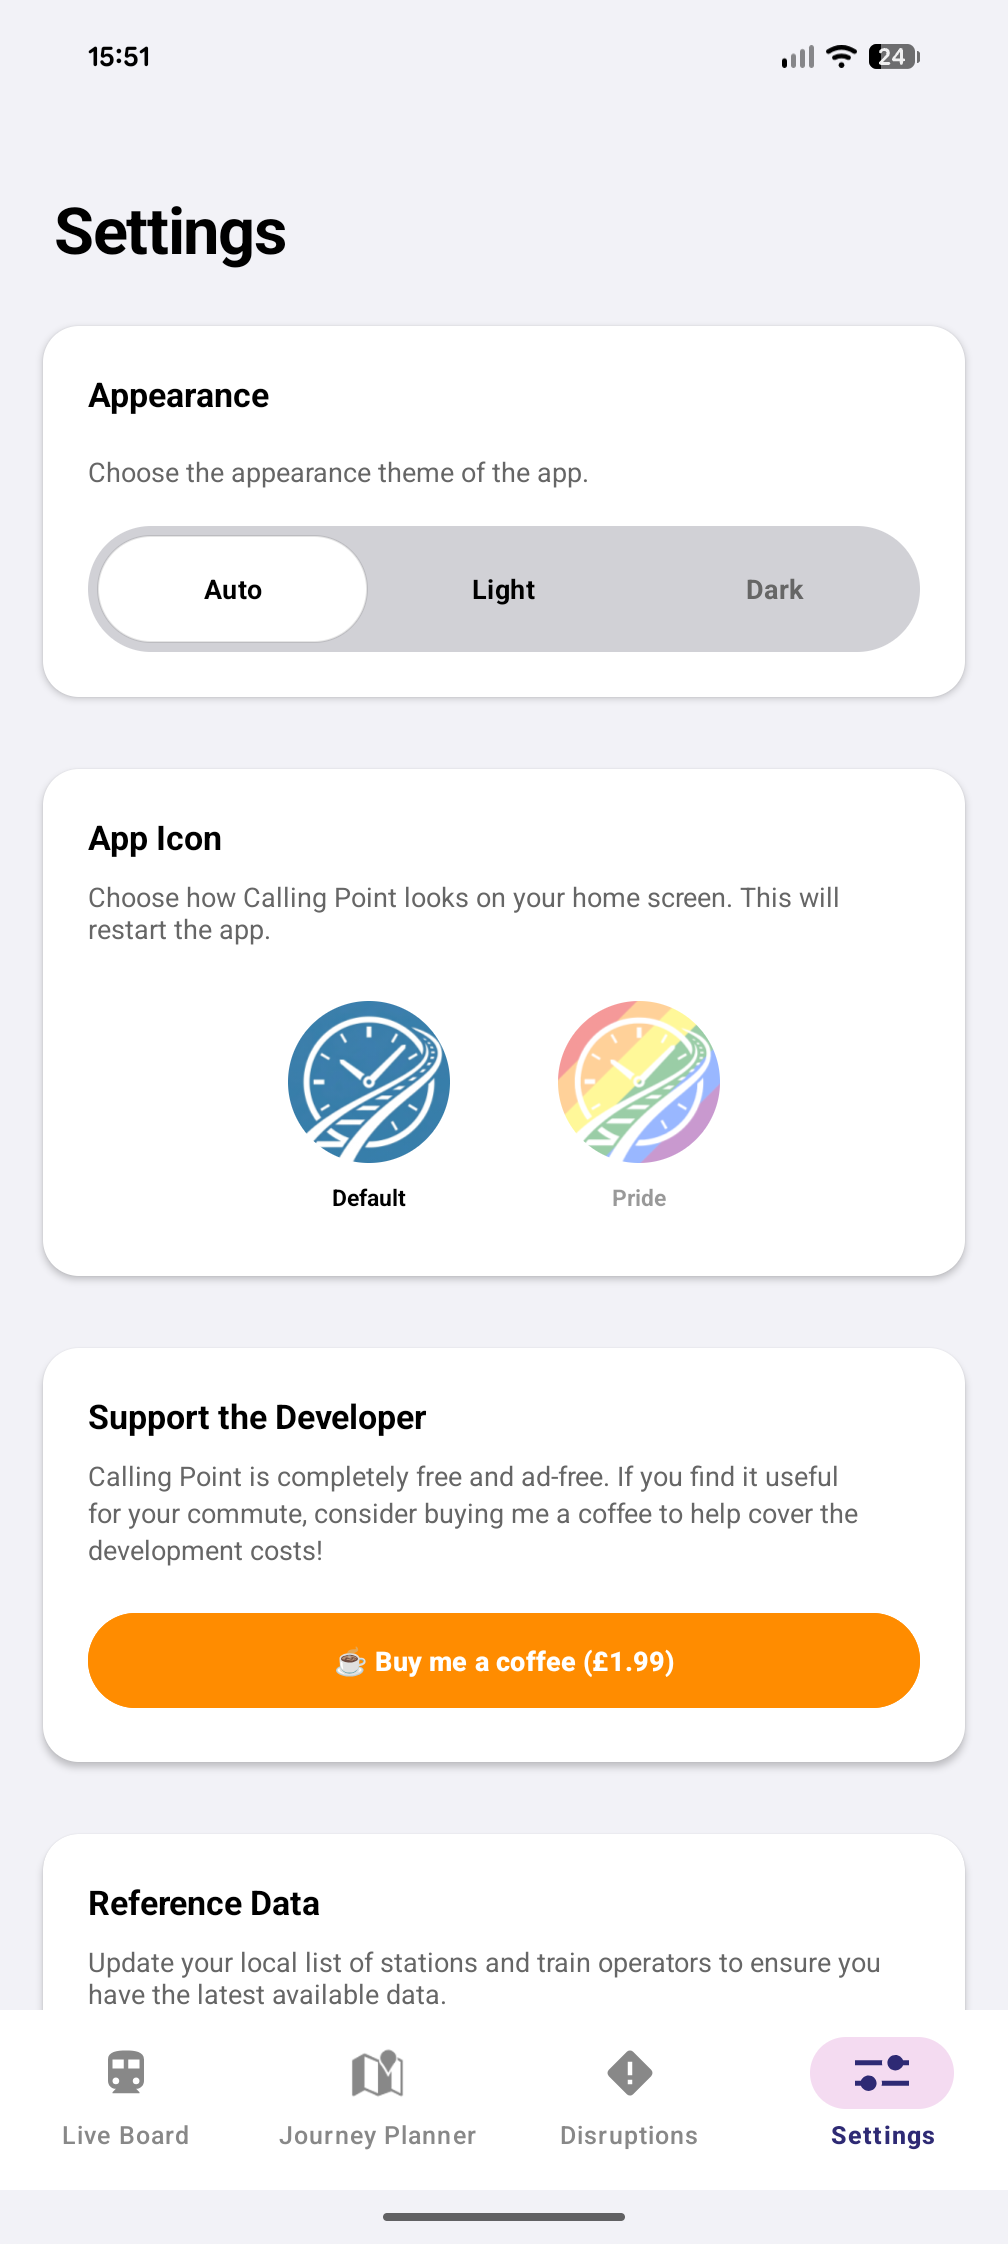 15:51
24
Settings
Appearance
Choose the appearance theme of the app.
Auto
Light
Dark
App Icon
Choose how Calling Point looks on your home screen. This will
restart the app.
Default
Pride
Support the Developer
Calling Point is completely free and ad-free. If you find it useful
for your commute, consider buying me a coffee to help cover the
development costs!
☕ Buy me a coffee (£1.99)
Reference Data
Update your local list of stations and train operators to ensure you
have the latest available data.
Live Board
Journey Planner
Disruptions
Settings